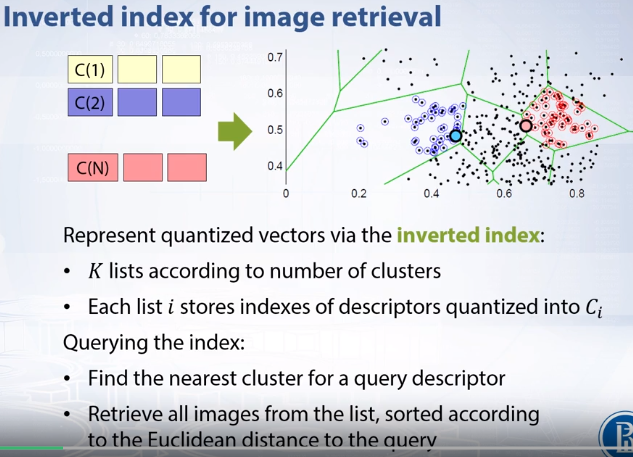 Inverted index for image retrieval
C(1)
C(2)
C(N)
0.7
0.6
0.5
0.4
0 0.2 0.4 0.6 0.8
Represent quantized vectors via the inverted index:
• K lists according to number of clusters
• Each list i stores indexes of descriptors quantized into Cᵢ
Querying the index:
• Find the nearest cluster for a query descriptor
• Retrieve all images from the list, sorted according
to the Euclidean distance to the query